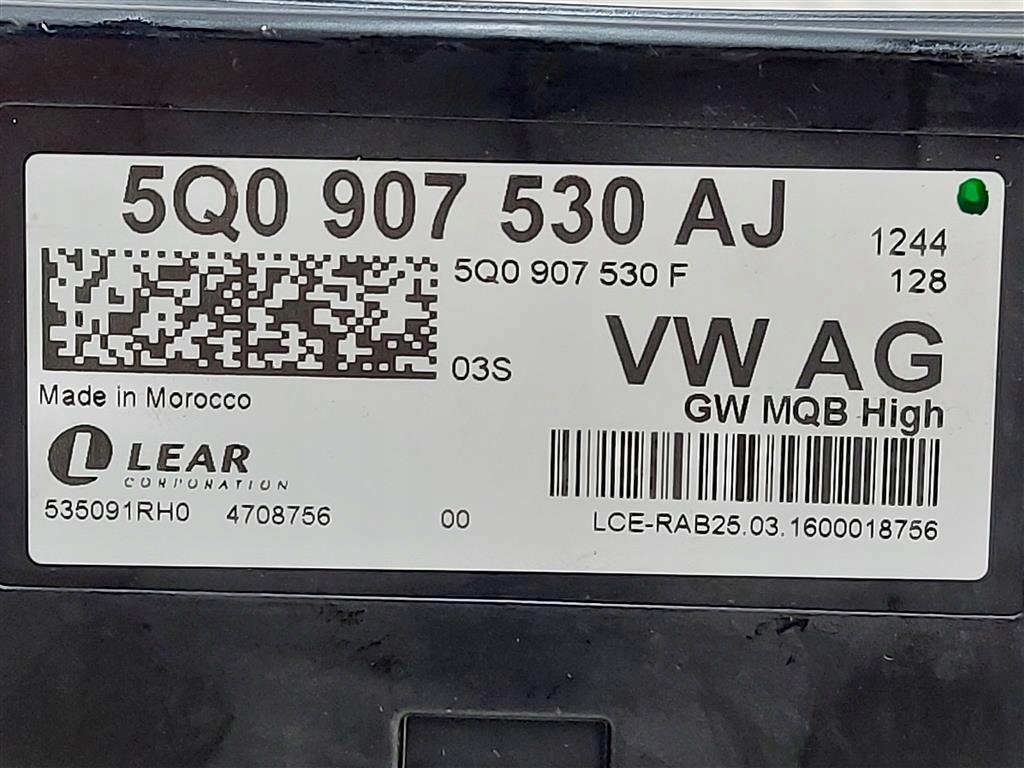 5Q0 907 530 AJ
1244
5Q0 907 530 F
128
03S
VW AG
GW MQB High
Made in Morocco
LEAR
CORPORATION
535091RH0 4708756 00
LCE-RAB25.03.1600018756